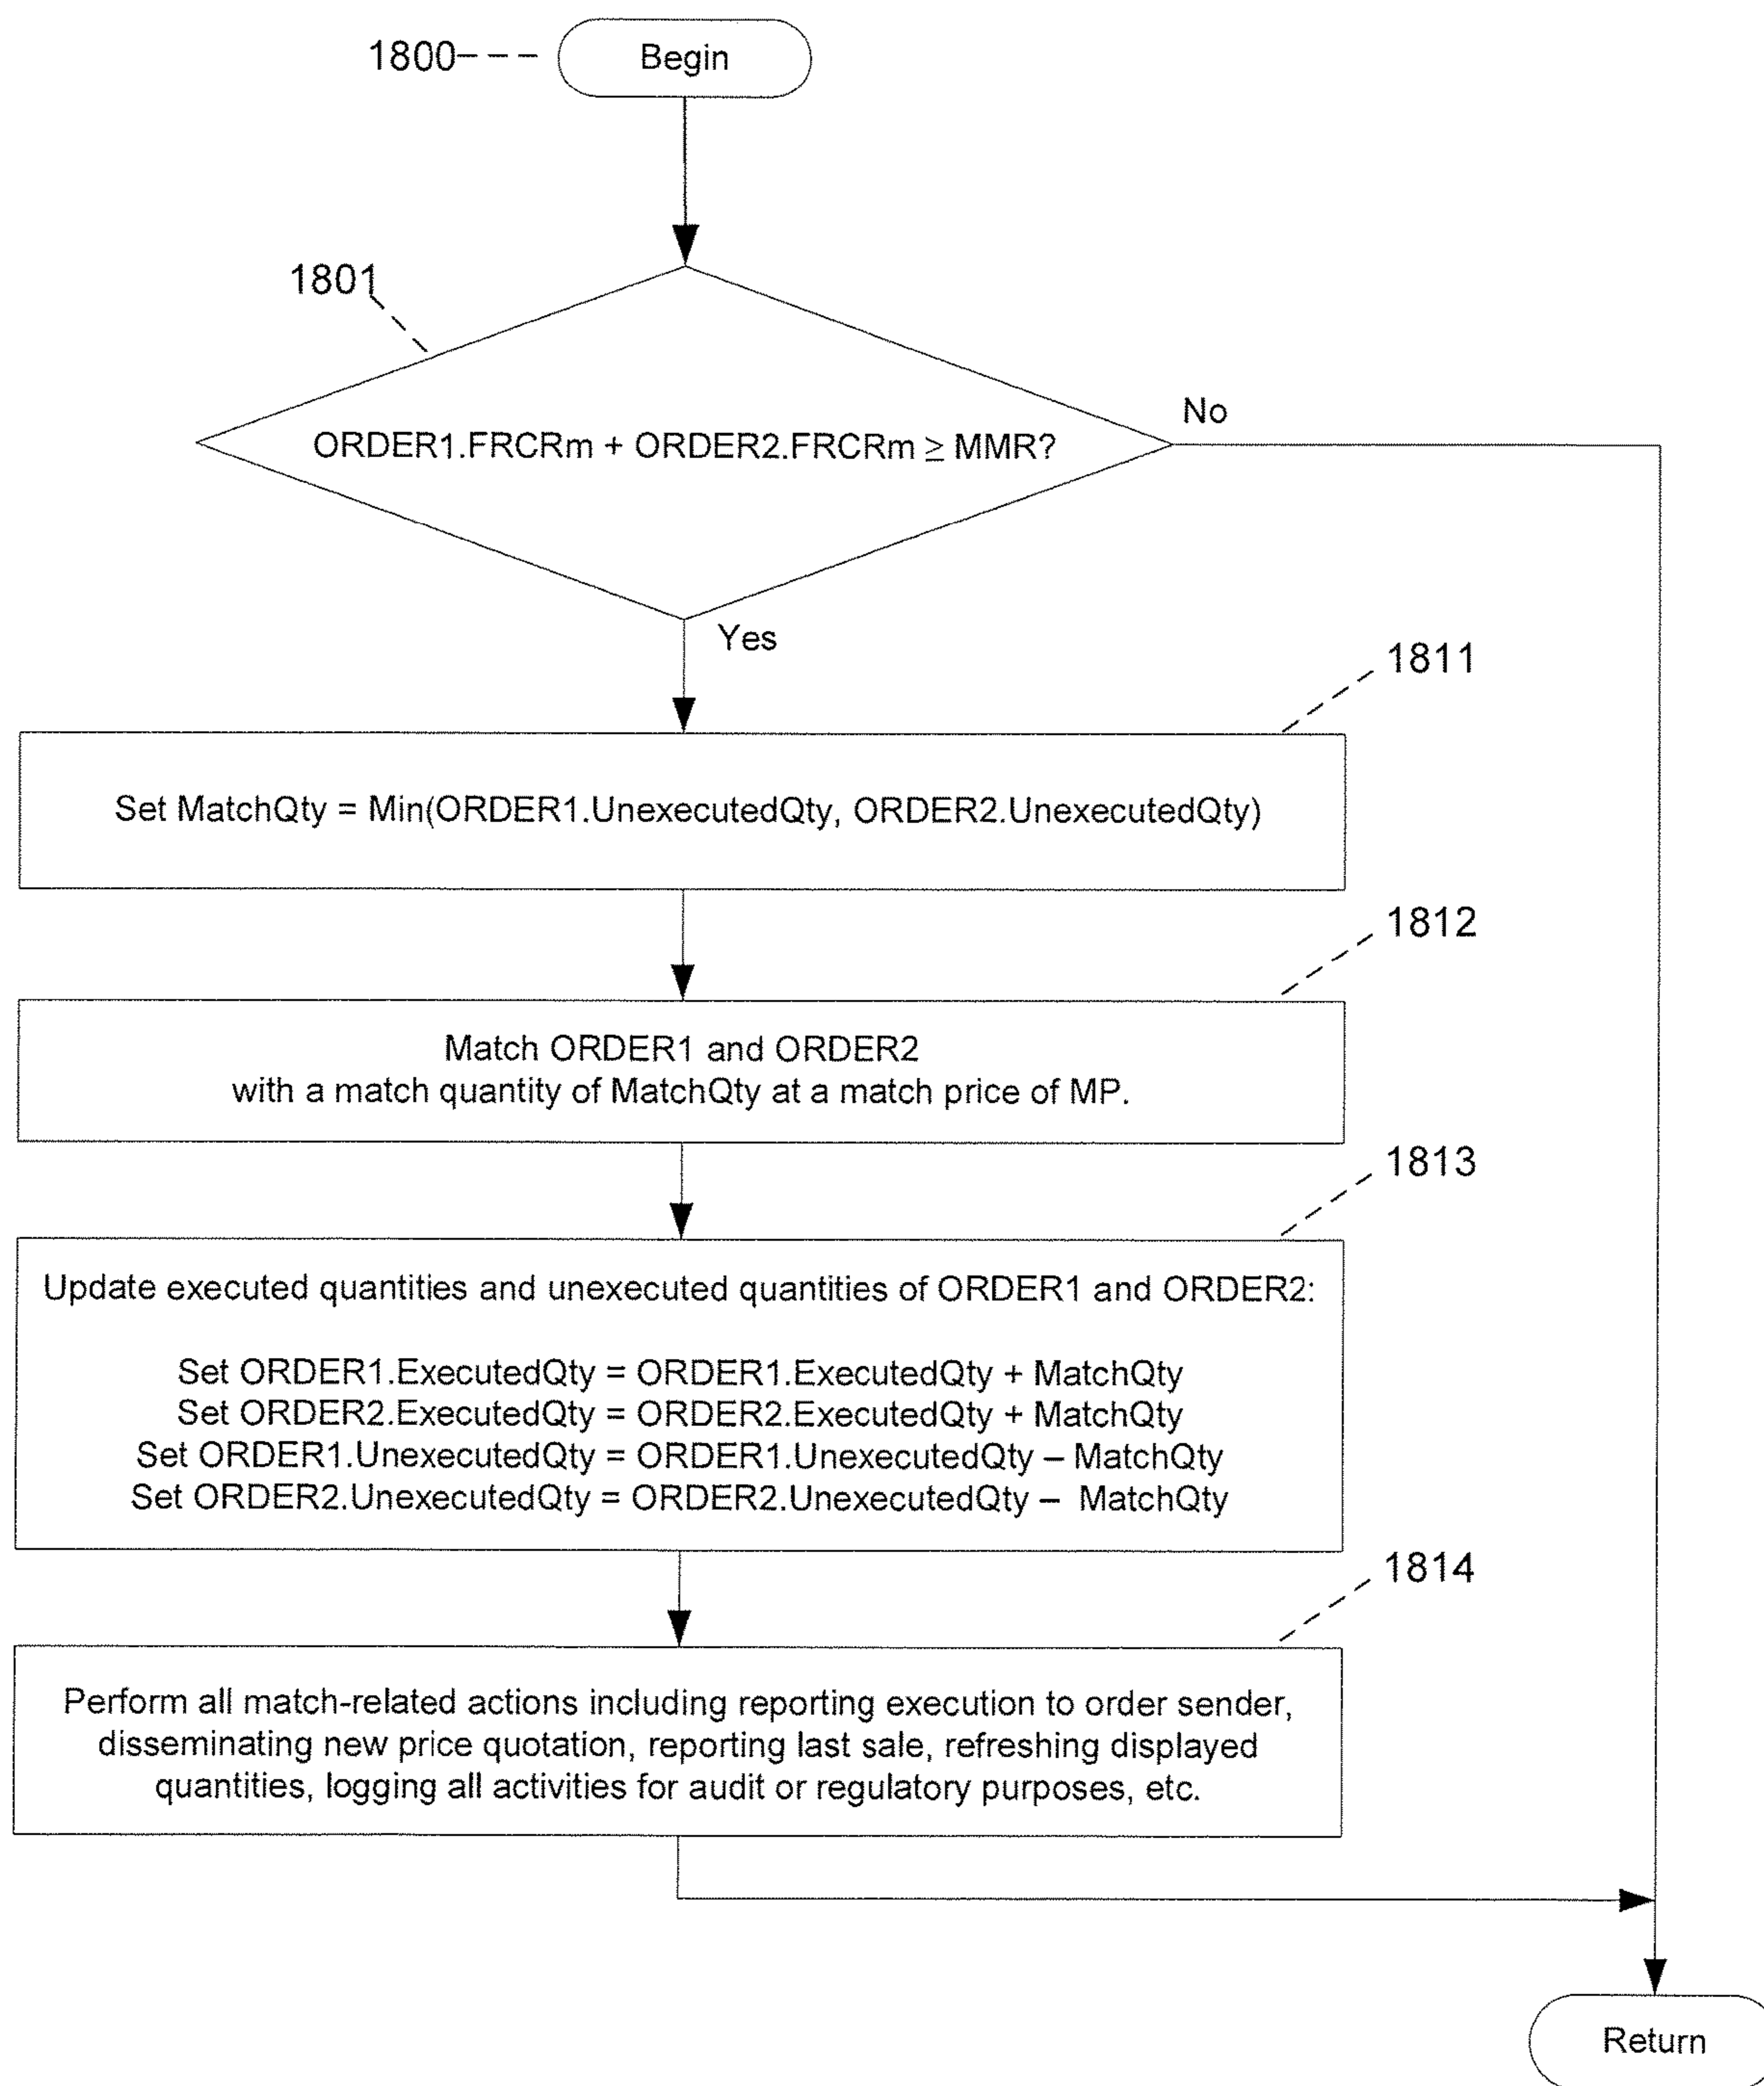 1800
Begin
1801
No
ORDER1.FRCRm + ORDER2.FRCRm ≥ MMR?
Yes
1811
Set MatchQty = Min(ORDER1.UnexecutedQty, ORDER2.UnexecutedQty)
1812
Match ORDER1 and ORDER2
with a match quantity of MatchQty at a match price of MP.
1813
Update executed quantities and unexecuted quantities of ORDER1 and ORDER2:
Set ORDER1.ExecutedQty = ORDER1.ExecutedQty + MatchQty
Set ORDER2.ExecutedQty = ORDER2.ExecutedQty + MatchQty
Set ORDER1.UnexecutedQty = ORDER1.UnexecutedQty – MatchQty
Set ORDER2.UnexecutedQty = ORDER2.UnexecutedQty – MatchQty
1814
Perform all match-related actions including reporting execution to order sender,
disseminating new price quotation, reporting last sale, refreshing displayed
quantities, logging all activities for audit or regulatory purposes, etc.
Return